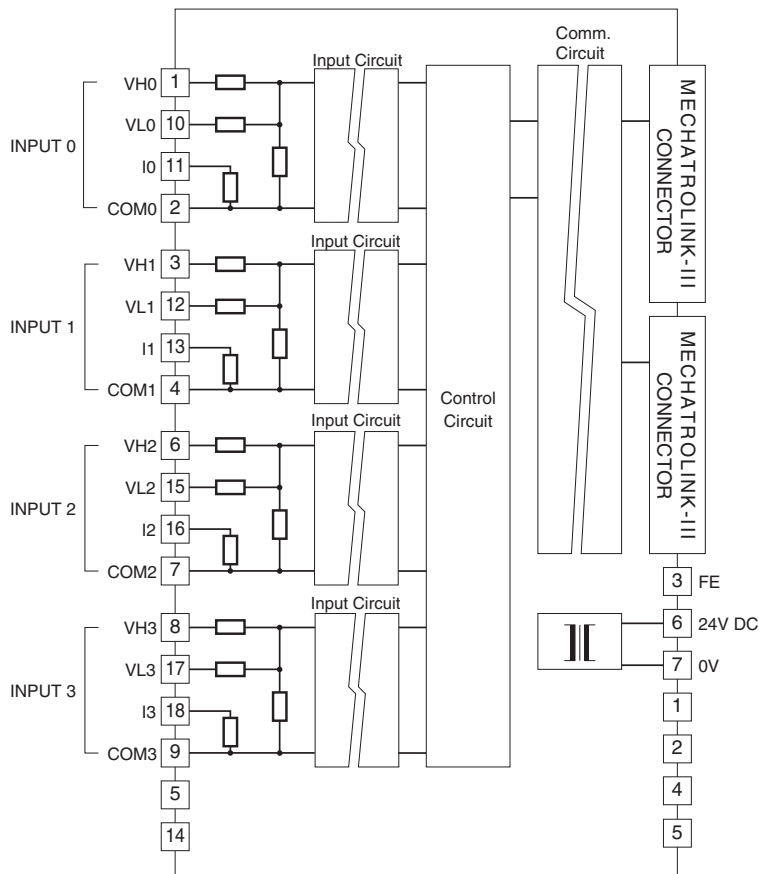 Comm.
Circuit
Input Circuit
VH0 1
VL0 10
INPUT 0
I0 11
COM0 2
MECHATROLINK-III
CONNECTOR
Input Circuit
VH1 3
VL1 12
INPUT 1
I1 13
COM1 4
MECHATROLINK-III
CONNECTOR
Control
Circuit
Input Circuit
VH2 6
VL2 15
INPUT 2
I2 16
COM2 7
3 FE
Input Circuit
VH3 8
6 24V DC
VL3 17
7 0V
INPUT 3
I3 18
1
COM3 9
2
5
4
14
5